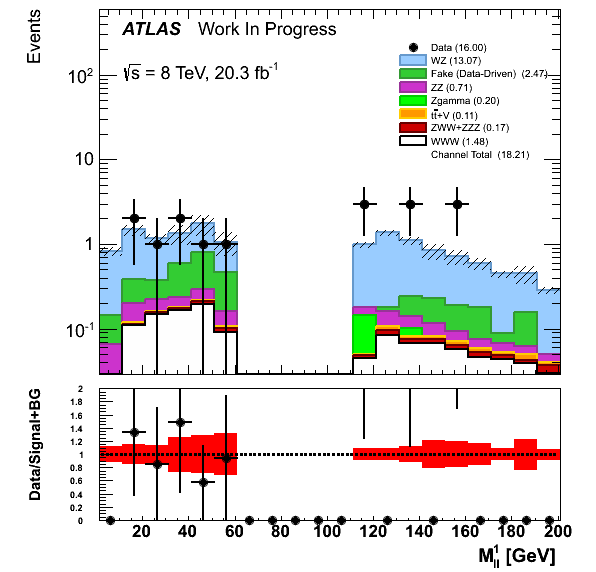 Events
ATLAS Work In Progress
√s = 8 TeV, 20.3 fb⁻¹
Data (16.00)
WZ (13.07)
Fake (Data-Driven) (2.47)
ZZ (0.71)
Zgamma (0.20)
tt̄+V (0.11)
ZWW+ZZZ (0.17)
WWW (1.48)
Channel Total (18.21)
10²
10
1
10⁻¹
Data/Signal+BG
2
1.8
1.6
1.4
1.2
1
0.8
0.6
0.4
0.2
0
20 40 60 80 100 120 140 160 180 200
M¹ll [GeV]